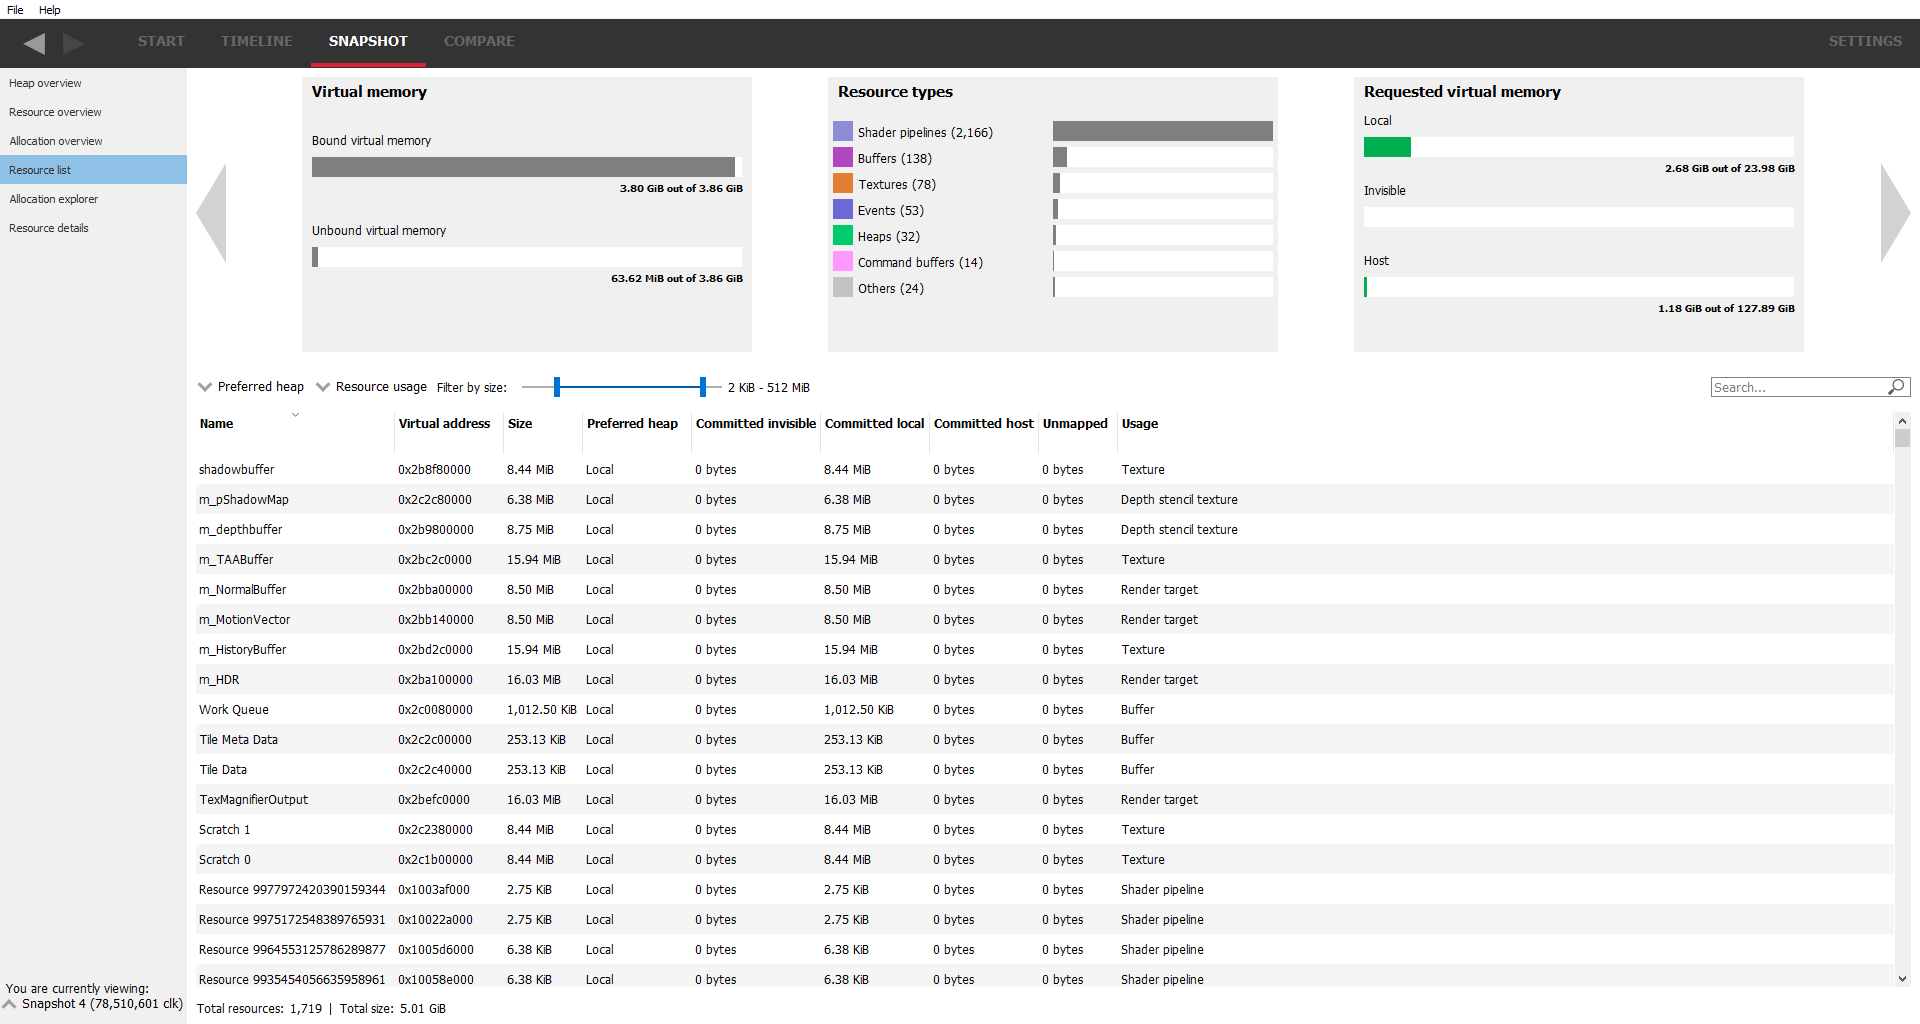 File Help
START TIMELINE SNAPSHOT COMPARE SETTINGS
Heap overview
Resource overview
Allocation overview
Resource list
Allocation explorer
Resource details
Virtual memory
Bound virtual memory
3.80 GiB out of 3.86 GiB
Unbound virtual memory
63.62 MiB out of 3.86 GiB
Resource types
Shader pipelines (2,166)
Buffers (138)
Textures (78)
Events (53)
Heaps (32)
Command buffers (14)
Others (24)
Requested virtual memory
Local
2.68 GiB out of 23.98 GiB
Invisible
Host
1.18 GiB out of 127.89 GiB
Preferred heap Resource usage Filter by size: 2 KiB - 512 MiB Search...
Name Virtual address Size Preferred heap Committed invisible Committed local Committed host Unmapped Usage
shadowbuffer 0x2b8f80000 8.44 MiB Local 0 bytes 8.44 MiB 0 bytes 0 bytes Texture
m_pShadowMap 0x2c2c80000 6.38 MiB Local 0 bytes 6.38 MiB 0 bytes 0 bytes Depth stencil texture
m_depthbuffer 0x2b9800000 8.75 MiB Local 0 bytes 8.75 MiB 0 bytes 0 bytes Depth stencil texture
m_TAABuffer 0x2bc2c0000 15.94 MiB Local 0 bytes 15.94 MiB 0 bytes 0 bytes Texture
m_NormalBuffer 0x2bba00000 8.50 MiB Local 0 bytes 8.50 MiB 0 bytes 0 bytes Render target
m_MotionVector 0x2bb140000 8.50 MiB Local 0 bytes 8.50 MiB 0 bytes 0 bytes Render target
m_HistoryBuffer 0x2bd2c0000 15.94 MiB Local 0 bytes 15.94 MiB 0 bytes 0 bytes Texture
m_HDR 0x2ba100000 16.03 MiB Local 0 bytes 16.03 MiB 0 bytes 0 bytes Render target
Work Queue 0x2c0080000 1,012.50 KiB Local 0 bytes 1,012.50 KiB 0 bytes 0 bytes Buffer
Tile Meta Data 0x2c2c00000 253.13 KiB Local 0 bytes 253.13 KiB 0 bytes 0 bytes Buffer
Tile Data 0x2c2c40000 253.13 KiB Local 0 bytes 253.13 KiB 0 bytes 0 bytes Buffer
TexMagnifierOutput 0x2befc0000 16.03 MiB Local 0 bytes 16.03 MiB 0 bytes 0 bytes Render target
Scratch 1 0x2c2380000 8.44 MiB Local 0 bytes 8.44 MiB 0 bytes 0 bytes Texture
Scratch 0 0x2c1b00000 8.44 MiB Local 0 bytes 8.44 MiB 0 bytes 0 bytes Texture
Resource 9977972420390159344 0x1003af000 2.75 KiB Local 0 bytes 2.75 KiB 0 bytes 0 bytes Shader pipeline
Resource 9975172548389765931 0x10022a000 2.75 KiB Local 0 bytes 2.75 KiB 0 bytes 0 bytes Shader pipeline
Resource 9964553125786289877 0x1005d6000 6.38 KiB Local 0 bytes 6.38 KiB 0 bytes 0 bytes Shader pipeline
Resource 9935454056635958961 0x10058e000 6.38 KiB Local 0 bytes 6.38 KiB 0 bytes 0 bytes Shader pipeline
You are currently viewing:
Snapshot 4 (78,510,601 clk)
Total resources: 1,719 | Total size: 5.01 GiB